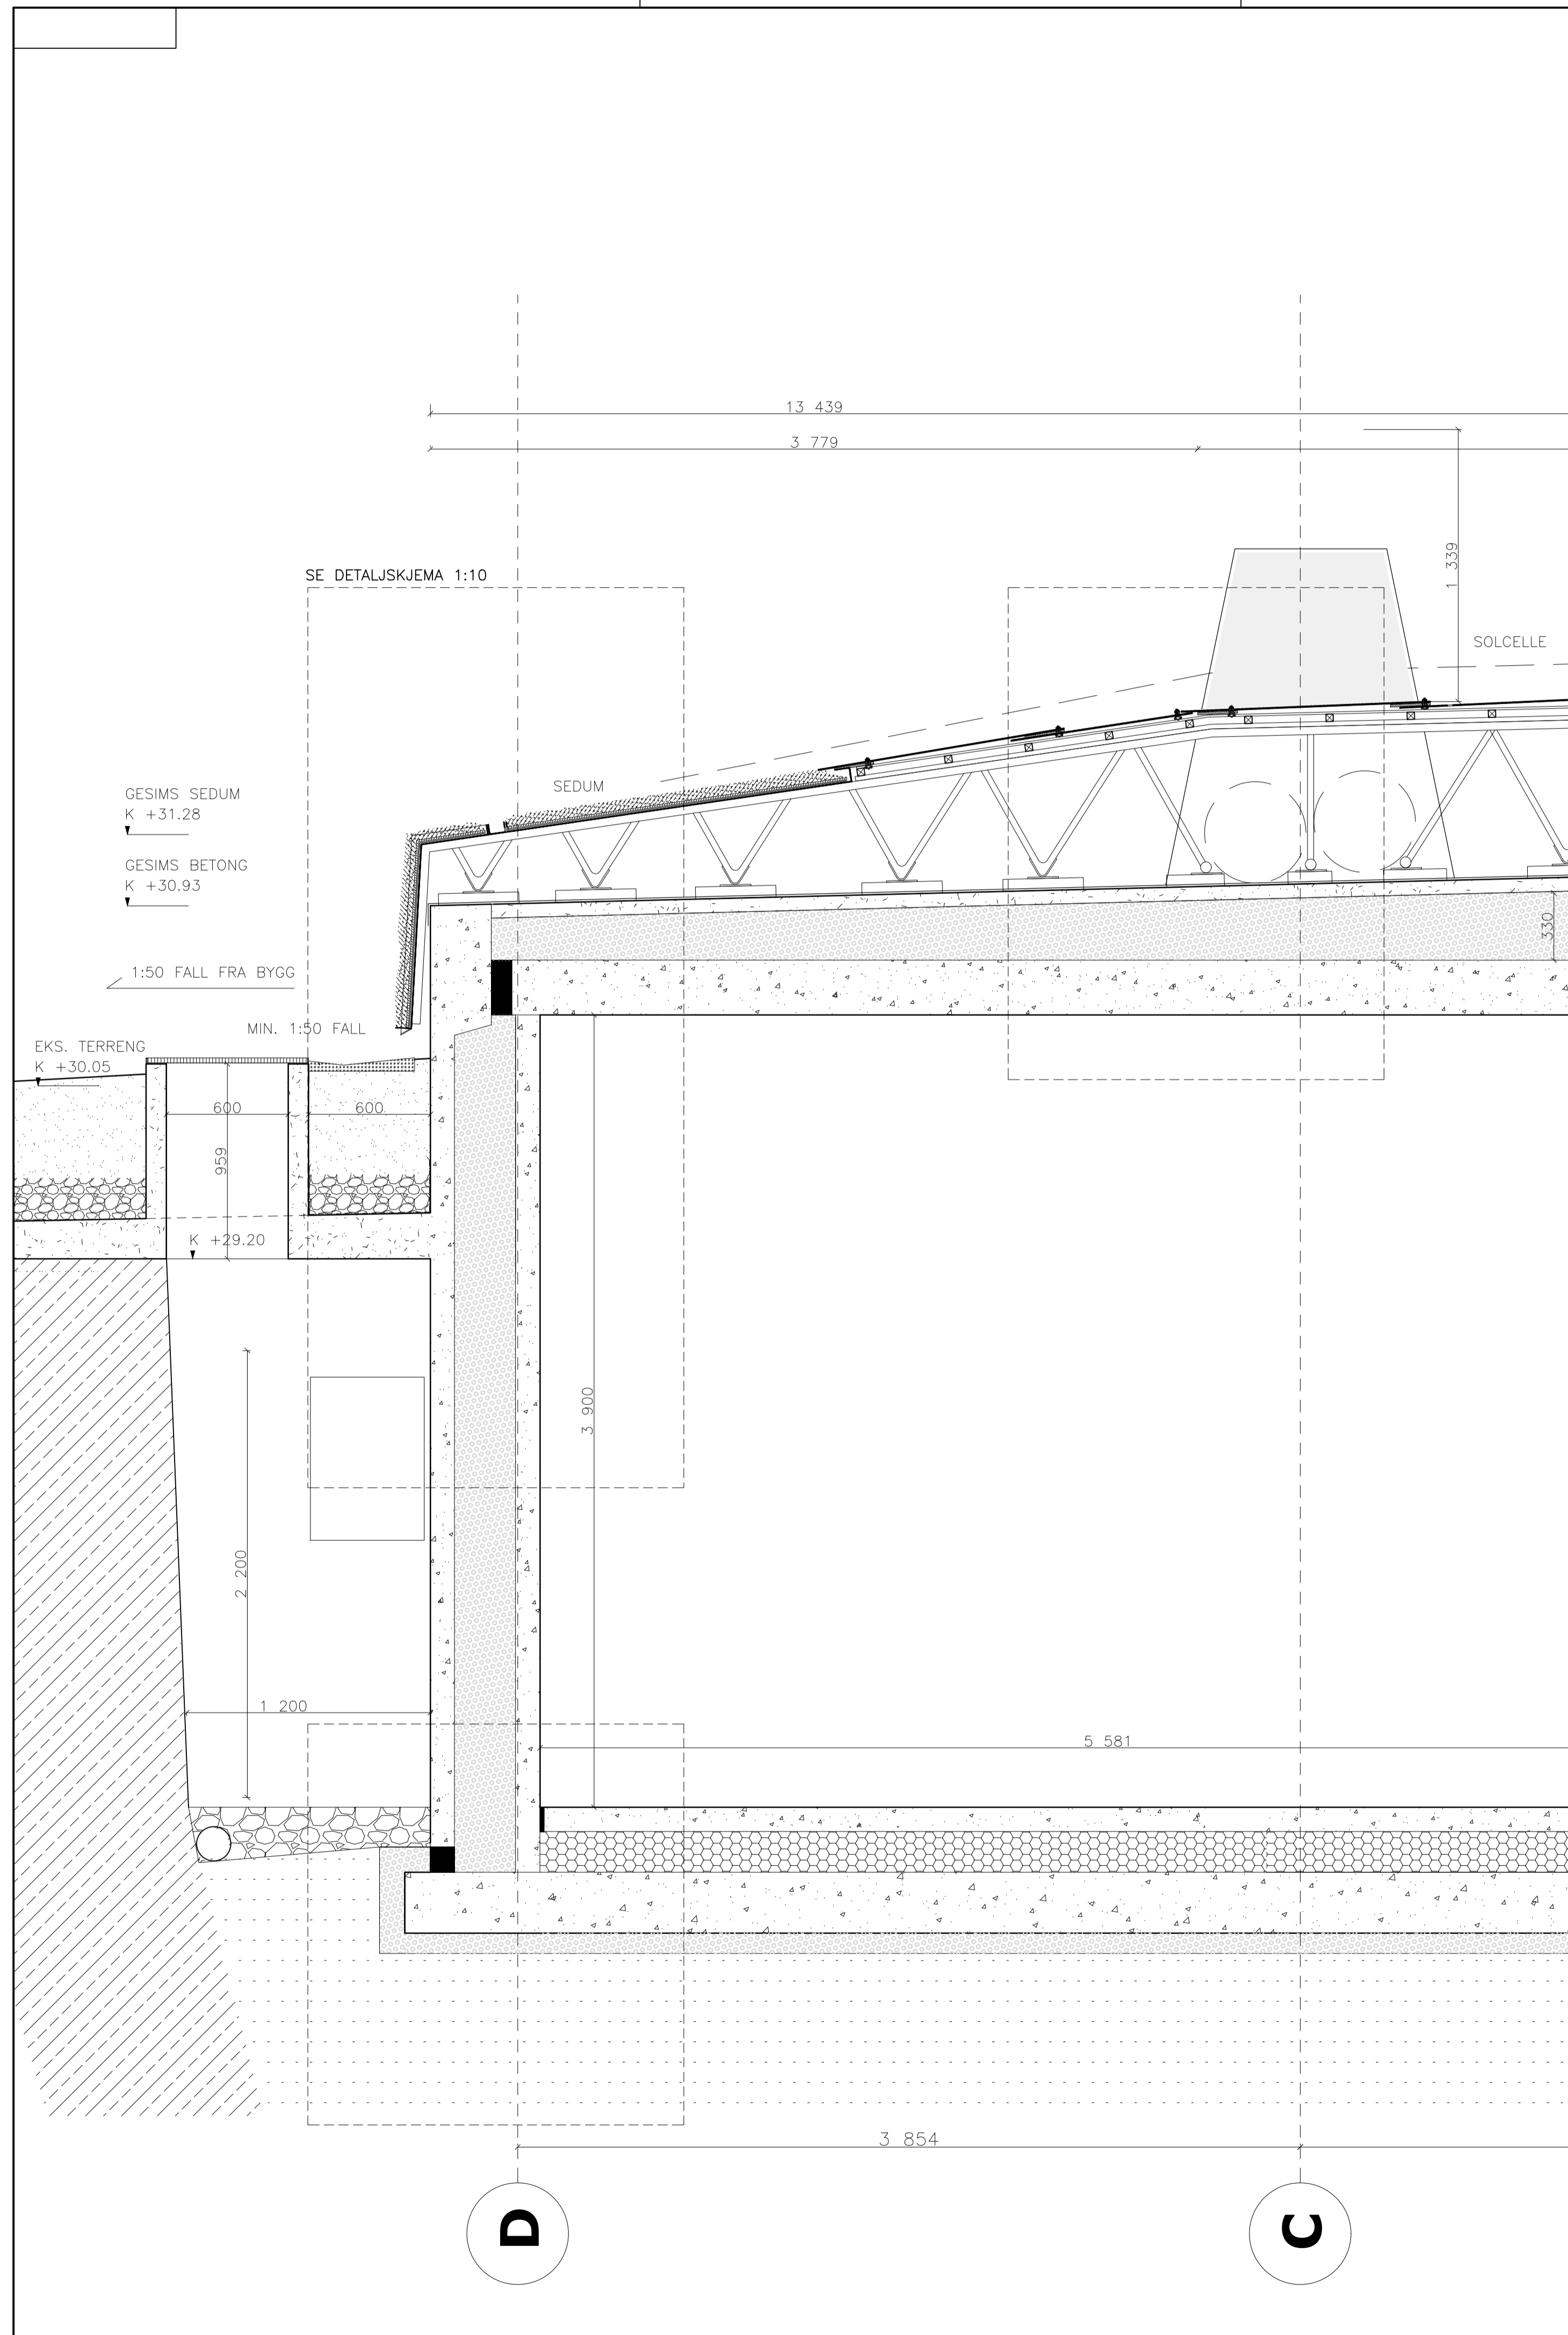 13 439
3 779
1 339
SE DETALJSKJEMA 1:10
SOLCELLE
SEDUM
GESIMS SEDUM
K +31.28
GESIMS BETONG
K +30.93
330
1:50 FALL FRA BYGG
MIN. 1:50 FALL
EKS. TERRENG
K +30.05
600
600
959
K +29.20
3 900
2 200
1 200
5 581
3 854
D
C